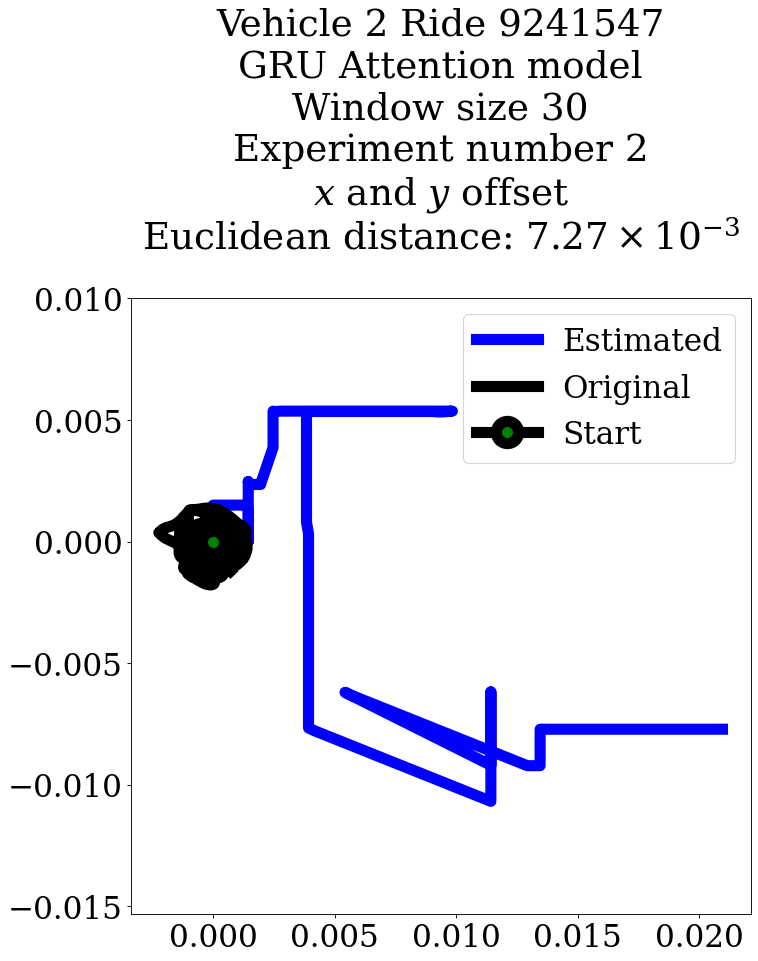 Vehicle 2 Ride 9241547
GRU Attention model
Window size 30
Experiment number 2
x and y offset
Euclidean distance: 7.27 × 10⁻³
0.010
Estimated
Original
Start
0.005
0.000
−0.005
−0.010
−0.015
0.000 0.005 0.010 0.015 0.020